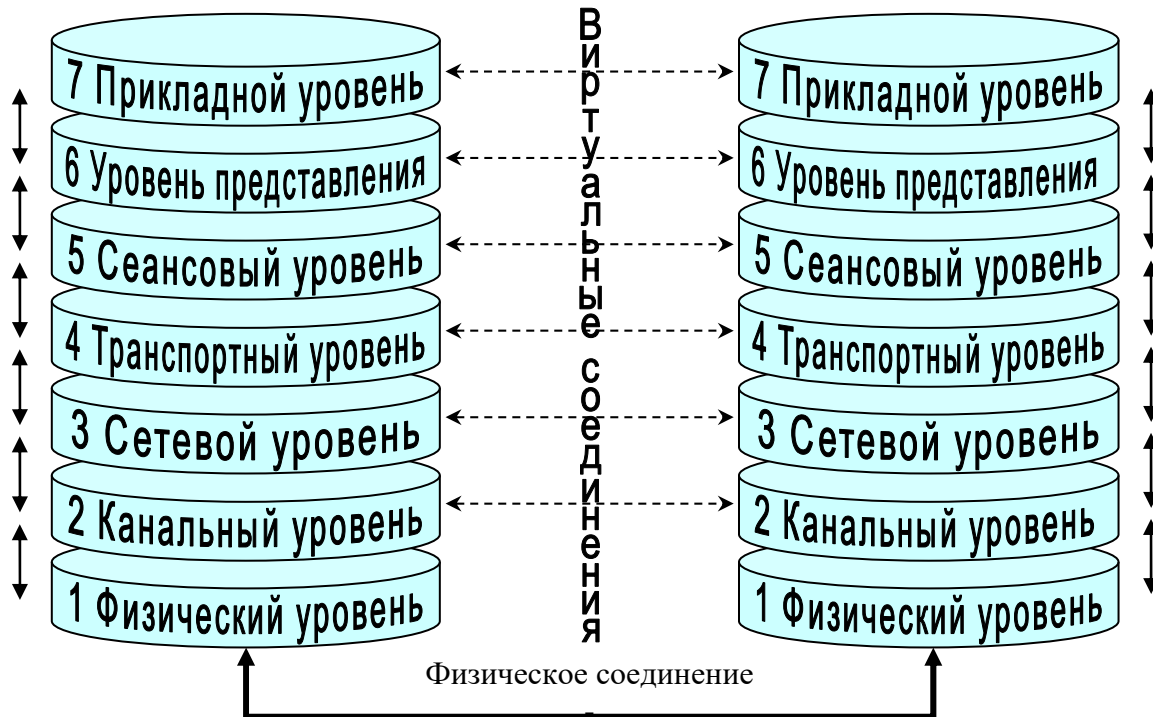 7 Прикладной уровень
6 Уровень представления
5 Сеансовый уровень
4 Транспортный уровень
3 Сетевой уровень
2 Канальный уровень
1 Физический уровень
Виртуальные соединения
7 Прикладной уровень
6 Уровень представления
5 Сеансовый уровень
4 Транспортный уровень
3 Сетевой уровень
2 Канальный уровень
1 Физический уровень
Физическое соединение